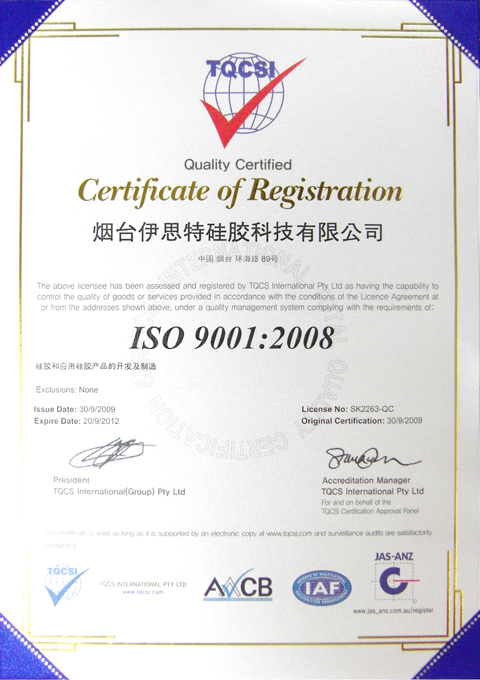 TQCSI
Quality Certified
Certificate of Registration
烟台伊思特硅胶科技有限公司
中国 烟台 环海路 89号
The above licensee has been assessed and registered by TQCS International Pty Ltd as having the capability to
control the quality of goods or services provided in accordance with the conditions of the Licence Agreement at
or from the addresses shown above, under a quality management system complying with the requirements of:
ISO 9001:2008
硅胶和应用硅胶产品的开发及制造
Exclusions: None
Issue Date: 30/9/2009
License No: SK2263-QC
Expire Date: 20/9/2012
Original Certification: 30/9/2009
President
Accreditation Manager
TQCS International(Group) Pty Ltd
TQCS International Pty Ltd
For and on behalf of the
TQCS Certification Approval Panel
This certificate is valid as long as it is supported by an electronic copy at www.tqcsi.com and surveillance audits are satisfactorily
completed.
JAS-ANZ
TQCSI
TQCS INTERNATIONAL PTY LTD
www.tqcsi.com
IAF
www.jas_anz.com.au/register